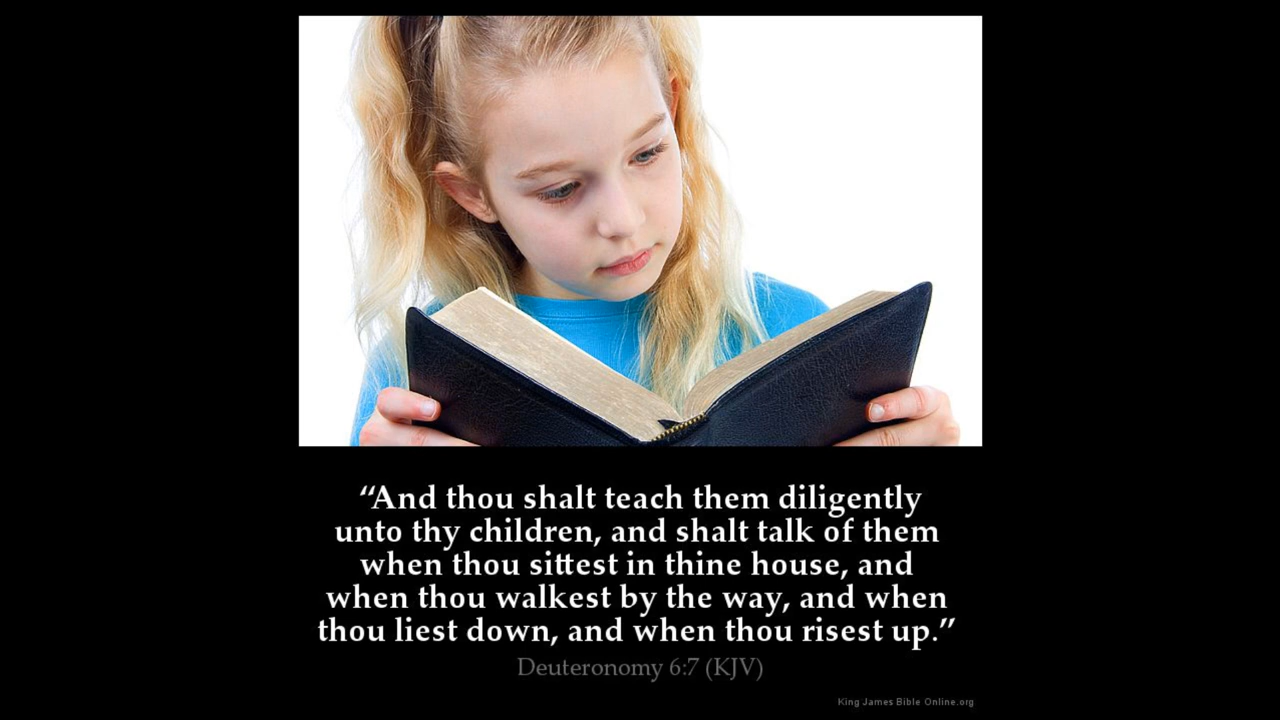 “And thou shalt teach them diligently
unto thy children, and shalt talk of them
when thou sittest in thine house, and
when thou walkest by the way, and when
thou liest down, and when thou risest up.”
Deuteronomy 6:7 (KJV)
King James Bible Online.org